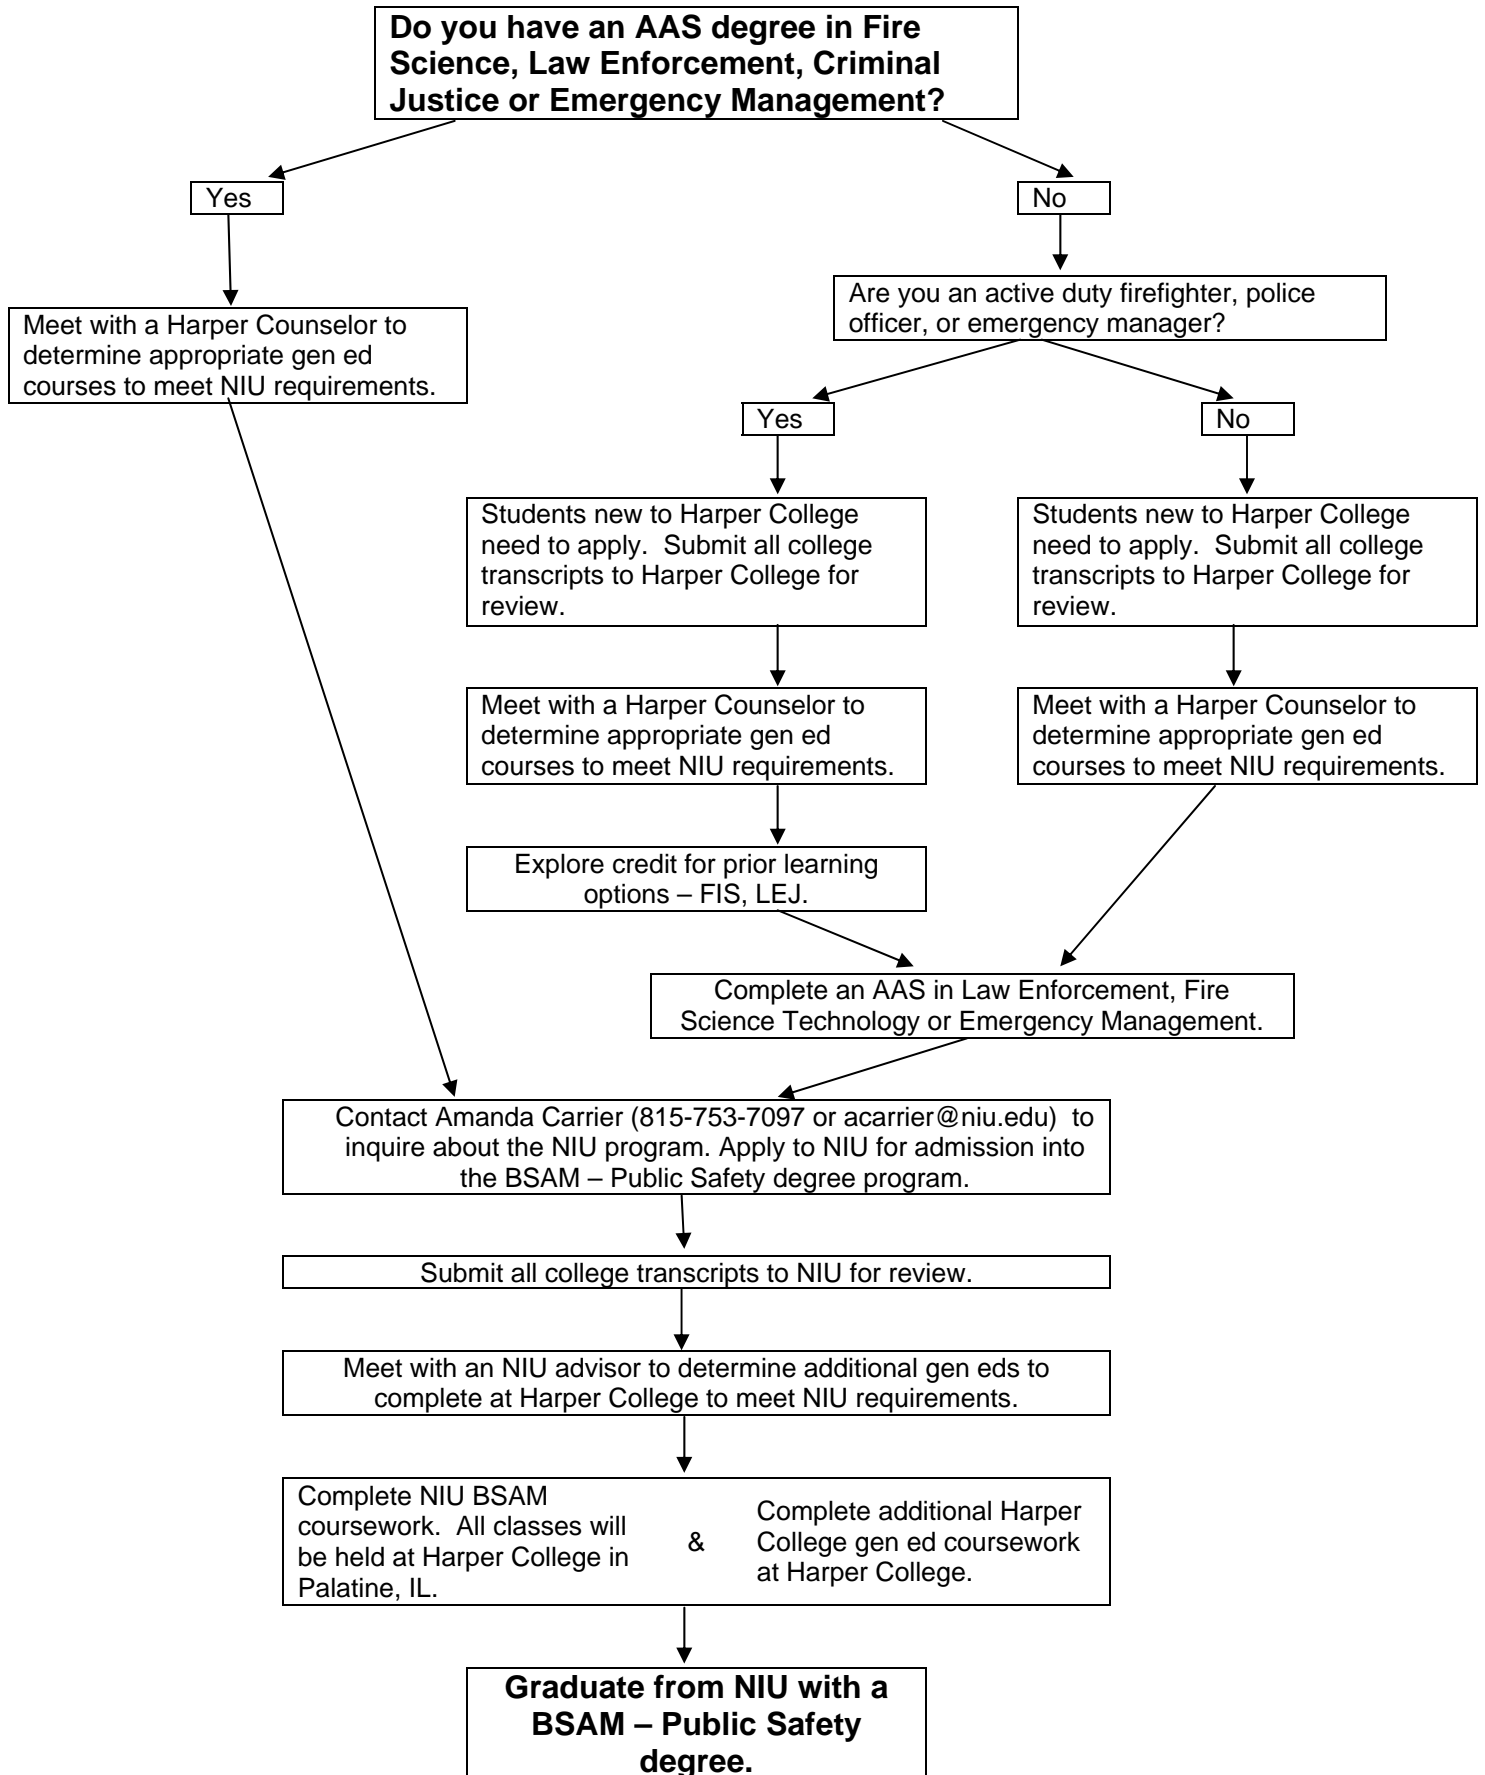 Do you have an AAS degree in Fire
Science, Law Enforcement, Criminal
Justice or Emergency Management?
Yes
No
Meet with a Harper Counselor to
determine appropriate gen ed
courses to meet NIU requirements.
Are you an active duty firefighter, police
officer, or emergency manager?
Yes
No
Students new to Harper College
need to apply.  Submit all college
transcripts to Harper College for
review.
Students new to Harper College
need to apply.  Submit all college
transcripts to Harper College for
review.
Meet with a Harper Counselor to
determine appropriate gen ed
courses to meet NIU requirements.
Meet with a Harper Counselor to
determine appropriate gen ed
courses to meet NIU requirements.
Explore credit for prior learning
options – FIS, LEJ.
Complete an AAS in Law Enforcement, Fire
Science Technology or Emergency Management.
Contact Amanda Carrier (815-753-7097 or acarrier@niu.edu)  to
inquire about the NIU program. Apply to NIU for admission into
the BSAM – Public Safety degree program.
Submit all college transcripts to NIU for review.
Meet with an NIU advisor to determine additional gen eds to
complete at Harper College to meet NIU requirements.
Complete NIU BSAM
coursework.  All classes will
be held at Harper College in
Palatine, IL.
&
Complete additional Harper
College gen ed coursework
at Harper College.
Graduate from NIU with a
BSAM – Public Safety
degree.